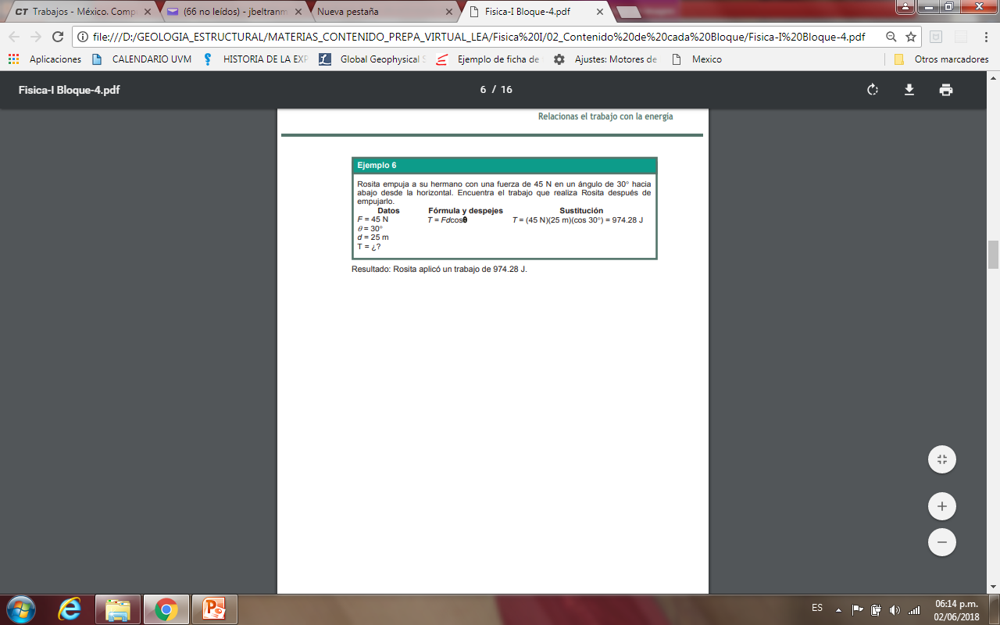 CT Trabajos - México. Comp
(66 no leídos) - jbeltranm
Nueva pestaña
Fisica-I Bloque-4.pdf
file:///D:/GEOLOGIA_ESTRUCTURAL/MATERIAS_CONTENIDO_PREPA_VIRTUAL_LEA/Fisica%20I/02_Contenido%20de%20cada%20Bloque/Fisica-I%20Bloque-4.pdf
Aplicaciones CALENDARIO UVM HISTORIA DE LA EXP Global Geophysical S Ejemplo de ficha de Ajustes: Motores de Mexico Otros marcadores
Fisica-I Bloque-4.pdf 6 / 16
Relacionas el trabajo con la energía
Ejemplo 6
Rosita empuja a su hermano con una fuerza de 45 N en un ángulo de 30° hacia
abajo desde la horizontal. Encuentra el trabajo que realiza Rosita después de
empujarlo.
Datos Fórmula y despejes Sustitución
F = 45 N T = Fdcosθ T = (45 N)(25 m)(cos 30°) = 974.28 J
θ = 30°
d = 25 m
T = ¿?
Resultado: Rosita aplicó un trabajo de 974.28 J.
ES 06:14 p.m.
02/06/2018